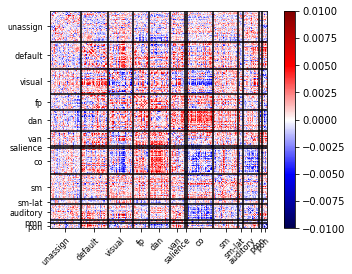 unassign
default
visual
fp
dan
van
salience
co
sm
sm-lat
auditory
pmn
pon
unassign
default
visual
fp
dan
van
salience
co
sm
sm-lat
auditory
0.0100
0.0075
0.0050
0.0025
0.0000
−0.0025
−0.0050
−0.0075
−0.0100